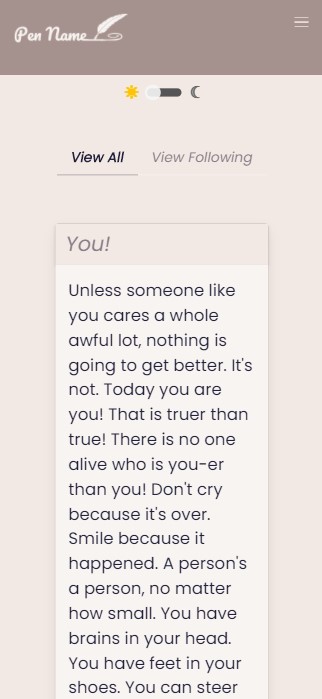 Pen Name
View All
View Following
You!
Unless someone like
you cares a whole
awful lot, nothing is
going to get better. It's
not. Today you are
you! That is truer than
true! There is no one
alive who is you-er
than you! Don't cry
because it's over.
Smile because it
happened. A person's
a person, no matter
how small. You have
brains in your head.
You have feet in your
shoes. You can steer